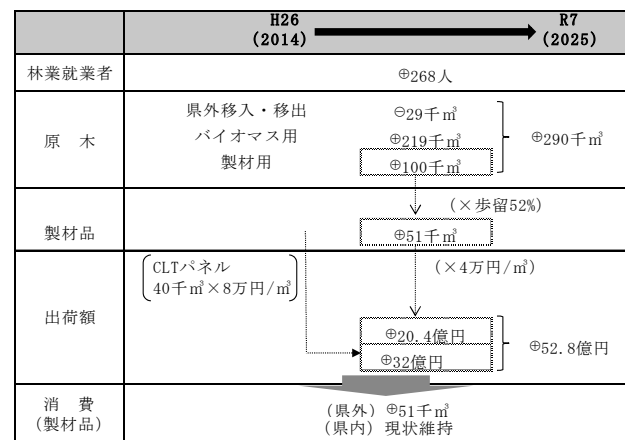 H26
(2014)
R7
(2025)
林業就業者
⊕268人
原　木
県外移入・移出
⊖29千㎥
バイオマス用
⊕219千㎥
製材用
⊕100千㎥
⊕290千㎥
(×歩留52%)
製材品
⊕51千㎥
出荷額
CLTパネル
40千㎥×8万円/㎥
(×4万円/㎥)
⊕20.4億円
⊕32億円
⊕52.8億円
消　費
(製材品)
(県外) ⊕51千㎥
(県内) 現状維持